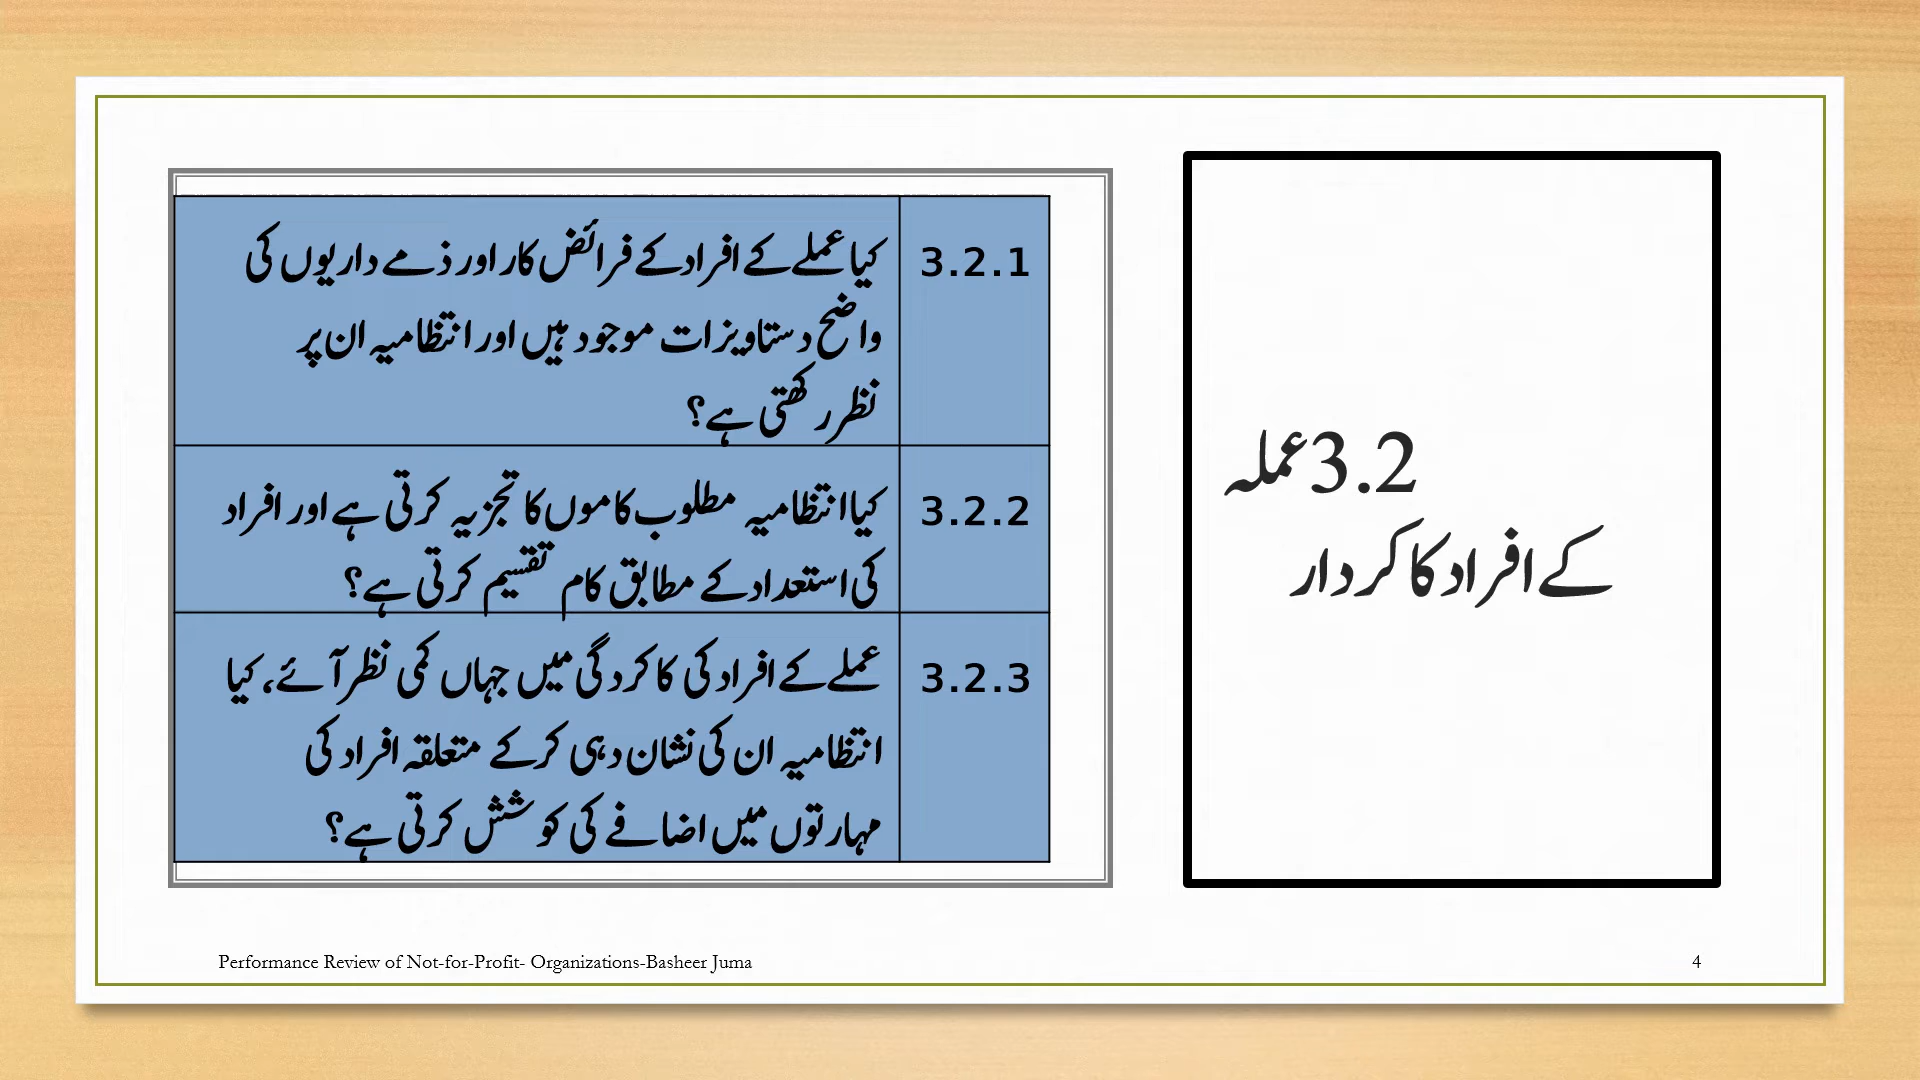 3.2عملہ
کے افراد کا کردار
3.2.1
کیا عملے کے افراد کے فرائض کار اور ذمے داریوں کی
واضح دستاویزات موجود ہیں اور انتظامیہ ان پر
نظر رکھتی ہے؟
3.2.2
کیا انتظامیہ مطلوب کاموں کا تجزیہ کرتی ہے اور افراد
کی استعداد کے مطابق کام تقسیم کرتی ہے؟
3.2.3
عملے کے افراد کی کارکردگی میں جہاں کمی نظر آئے، کیا
انتظامیہ ان کی نشان دہی کرکے متعلقہ افراد کی
مہارتوں میں اضافے کی کوشش کرتی ہے؟
Performance Review of Not-for-Profit- Organizations-Basheer Juma
4